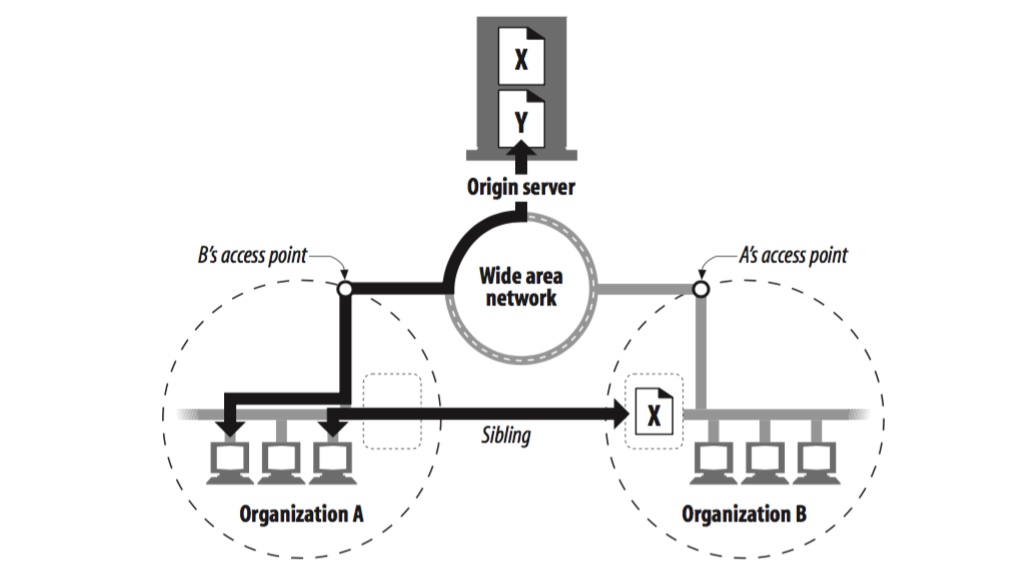 X
Y
Origin server
B's access point
A's access point
Wide area
network
X
Sibling
Organization A
Organization B